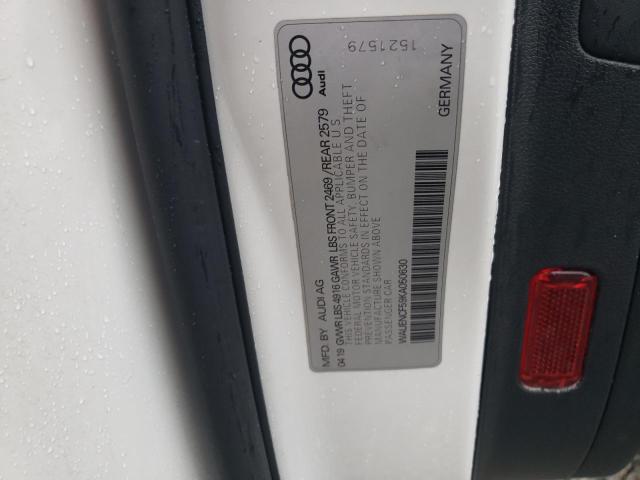 Audi
1521579
MFD. BY AUDI AG
04.19 GVWR LBS 4916 GAWR LBS FRONT 2469 / REAR 2579
THIS VEHICLE CONFORMS TO ALL APPLICABLE U.S.
FEDERAL MOTOR VEHICLE SAFETY, BUMPER AND THEFT
PREVENTION STANDARDS IN EFFECT ON THE DATE OF
MANUFACTURE SHOWN ABOVE
PASSENGER CAR
WAUENCF59KA060630
GERMANY